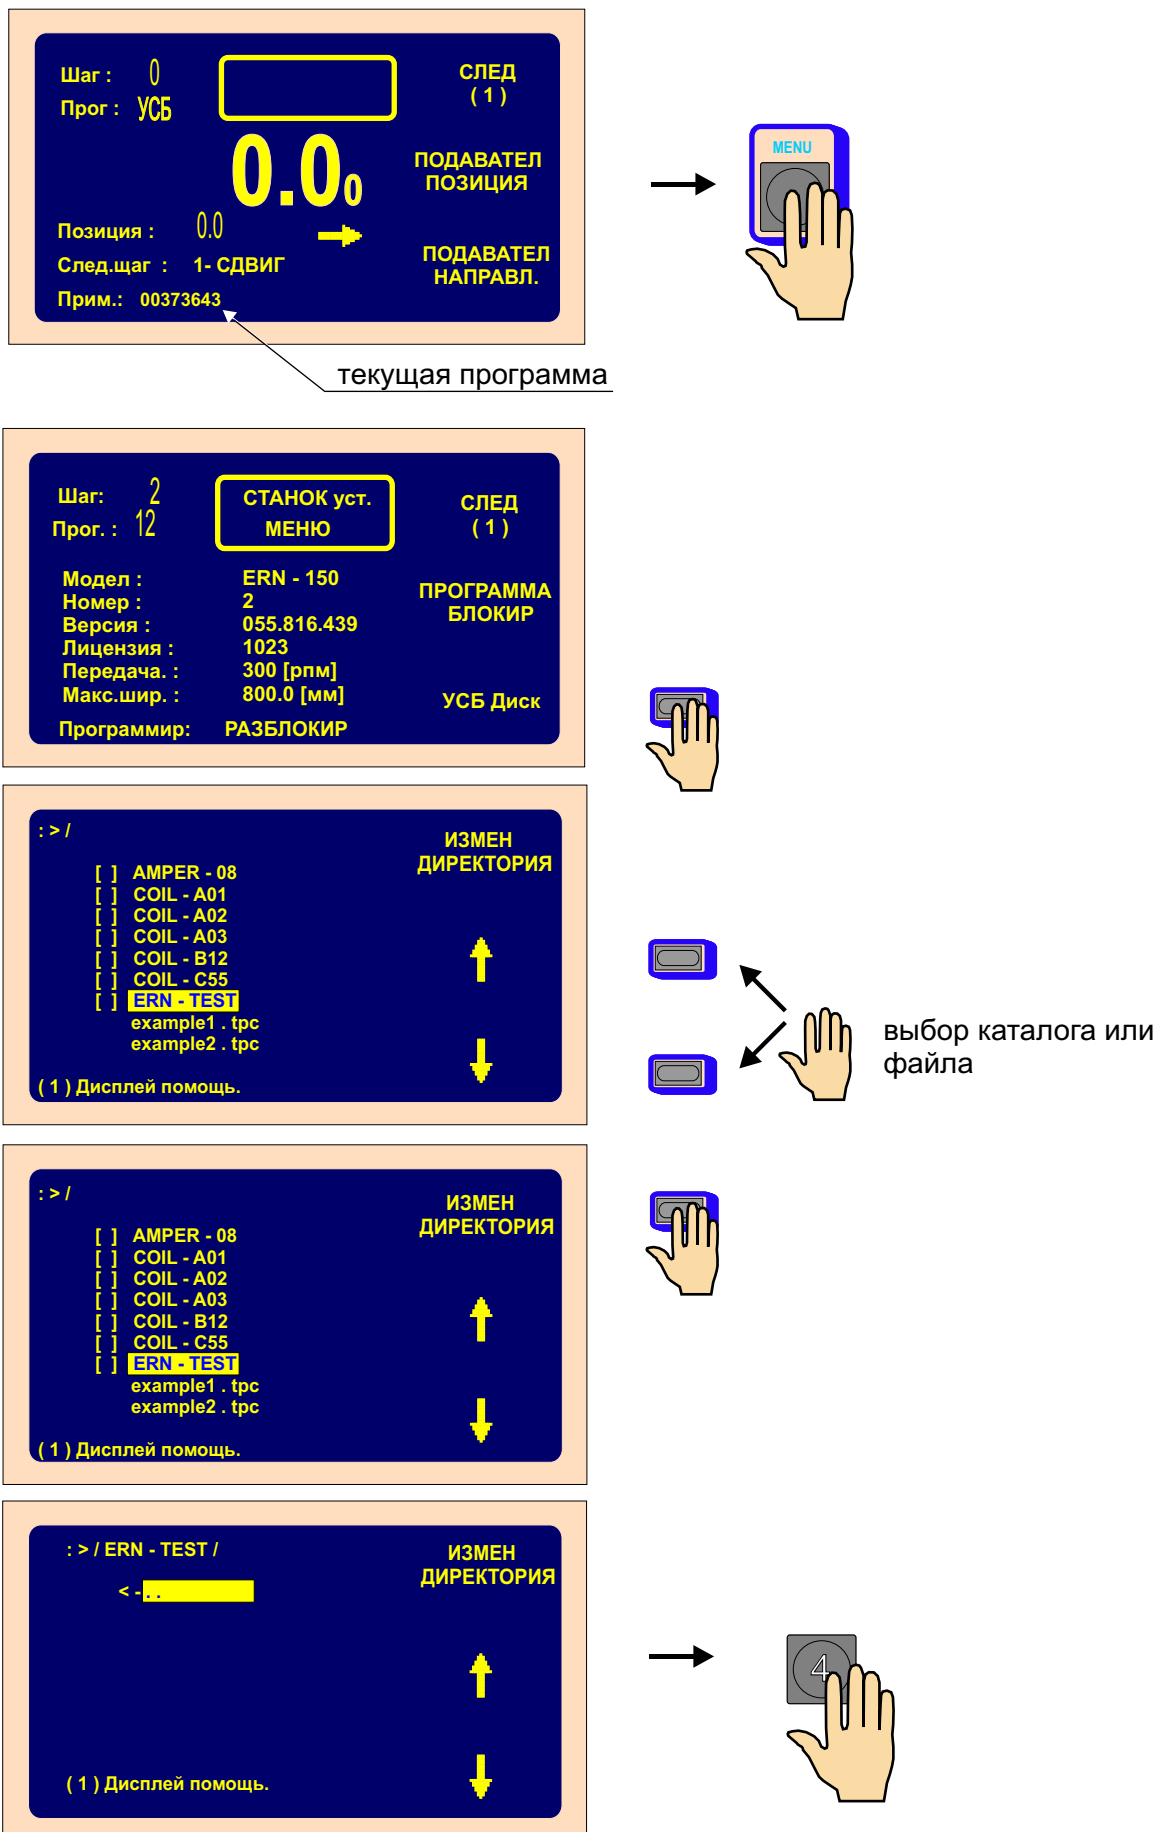 Шаг : 0
Прог : УСБ
СЛЕД
( 1 )
0.00
ПОДАВАТЕЛ
ПОЗИЦИЯ
Позиция : 0.0
След.щаг : 1- СДВИГ
Прим.: 00373643
ПОДАВАТЕЛ
НАПРАВЛ.
MENU
текущая программа
Шаг: 2
Прог. : 12
СТАНОК уст.
МЕНЮ
СЛЕД
( 1 )
Модел : ERN - 150
Номер : 2
Версия : 055.816.439
Лицензия : 1023
Передача. : 300 [рпм]
Макс.шир. : 800.0 [мм]
Программир: РАЗБЛОКИР
ПРОГРАММА
БЛОКИР
УСБ Диск
: > /
[ ] AMPER - 08
[ ] COIL - A01
[ ] COIL - A02
[ ] COIL - A03
[ ] COIL - B12
[ ] COIL - C55
[ ] ERN - TEST
example1 . tpc
example2 . tpc
( 1 ) Дисплей помощь.
ИЗМЕН
ДИРЕКТОРИЯ
выбор каталога или
файла
: > /
[ ] AMPER - 08
[ ] COIL - A01
[ ] COIL - A02
[ ] COIL - A03
[ ] COIL - B12
[ ] COIL - C55
[ ] ERN - TEST
example1 . tpc
example2 . tpc
( 1 ) Дисплей помощь.
ИЗМЕН
ДИРЕКТОРИЯ
: > / ERN - TEST /
< - . .
( 1 ) Дисплей помощь.
ИЗМЕН
ДИРЕКТОРИЯ
4